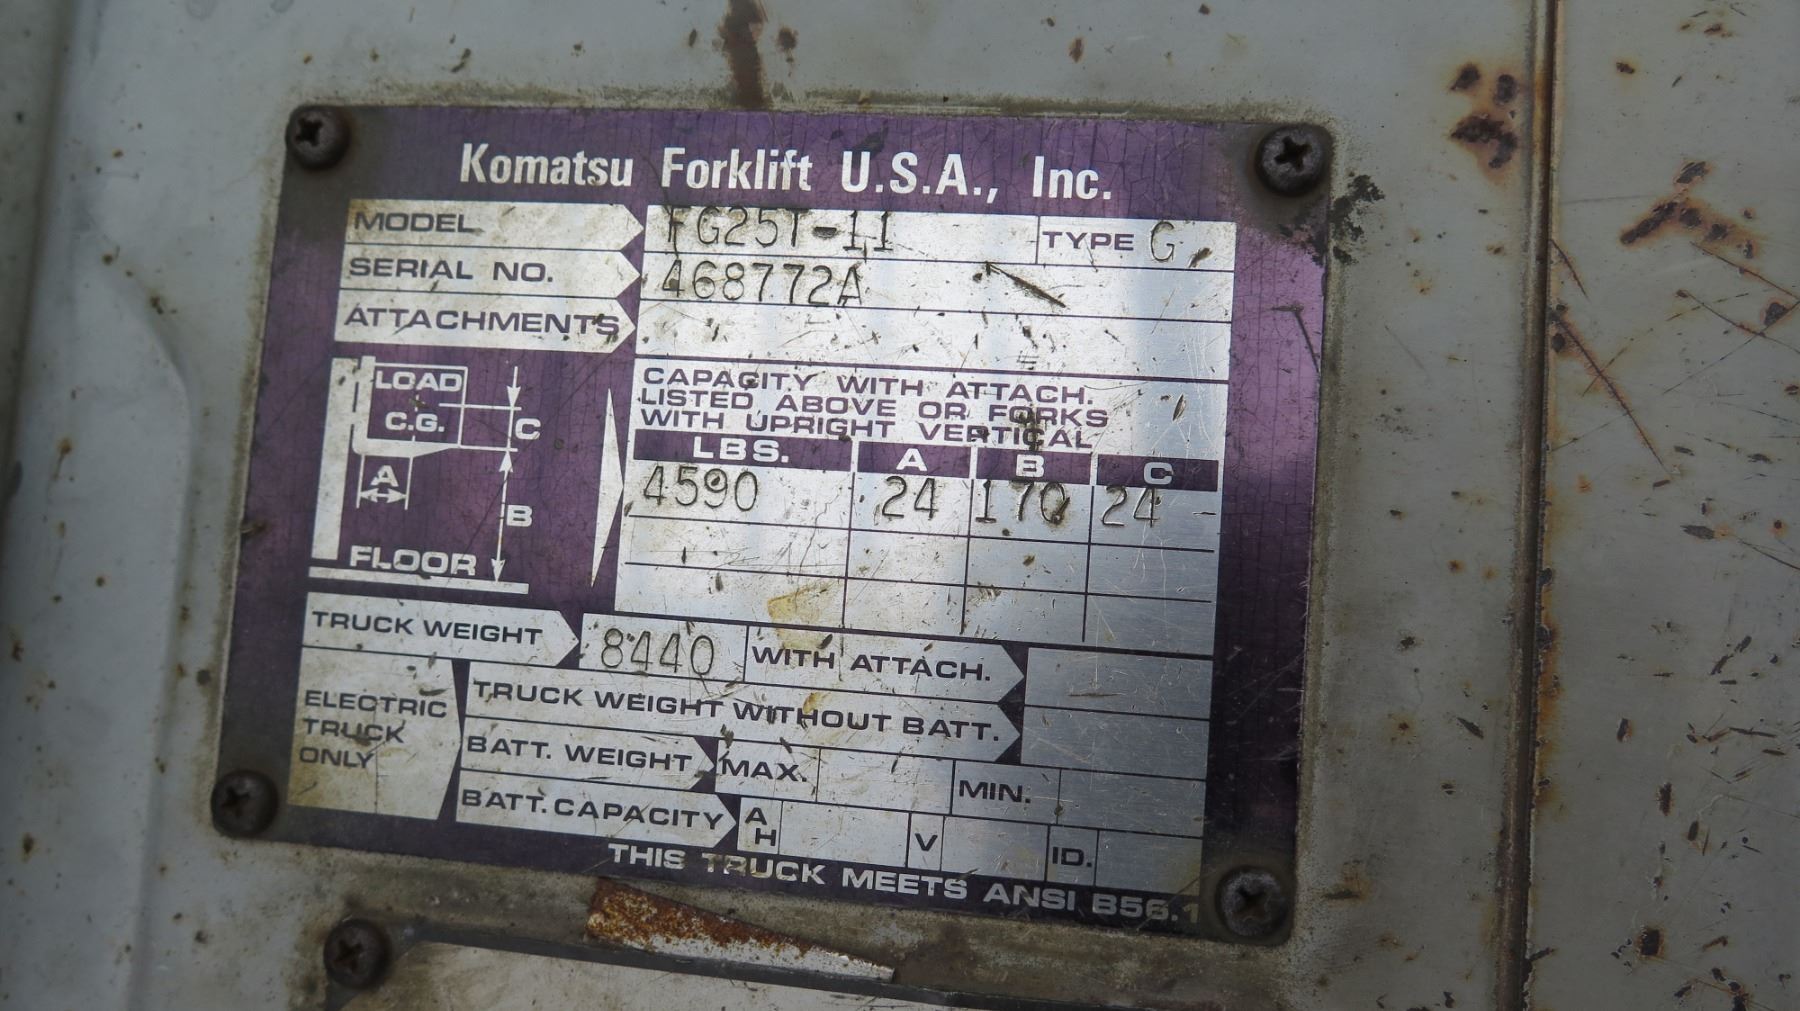 Komatsu Forklift U.S.A., Inc.
MODEL FG25T-11 TYPE G
SERIAL NO. 468772A
ATTACHMENTS
LOAD
C.G.
C
A
B
FLOOR
CAPACITY WITH ATTACH.
LISTED ABOVE OR FORKS
WITH UPRIGHT VERTICAL
LBS. A B C
4590 24 170 24
TRUCK WEIGHT 8440 WITH ATTACH.
ELECTRIC
TRUCK
ONLY
TRUCK WEIGHT WITHOUT BATT.
BATT. WEIGHT MAX. MIN.
BATT. CAPACITY AH V ID.
THIS TRUCK MEETS ANSI B56.1